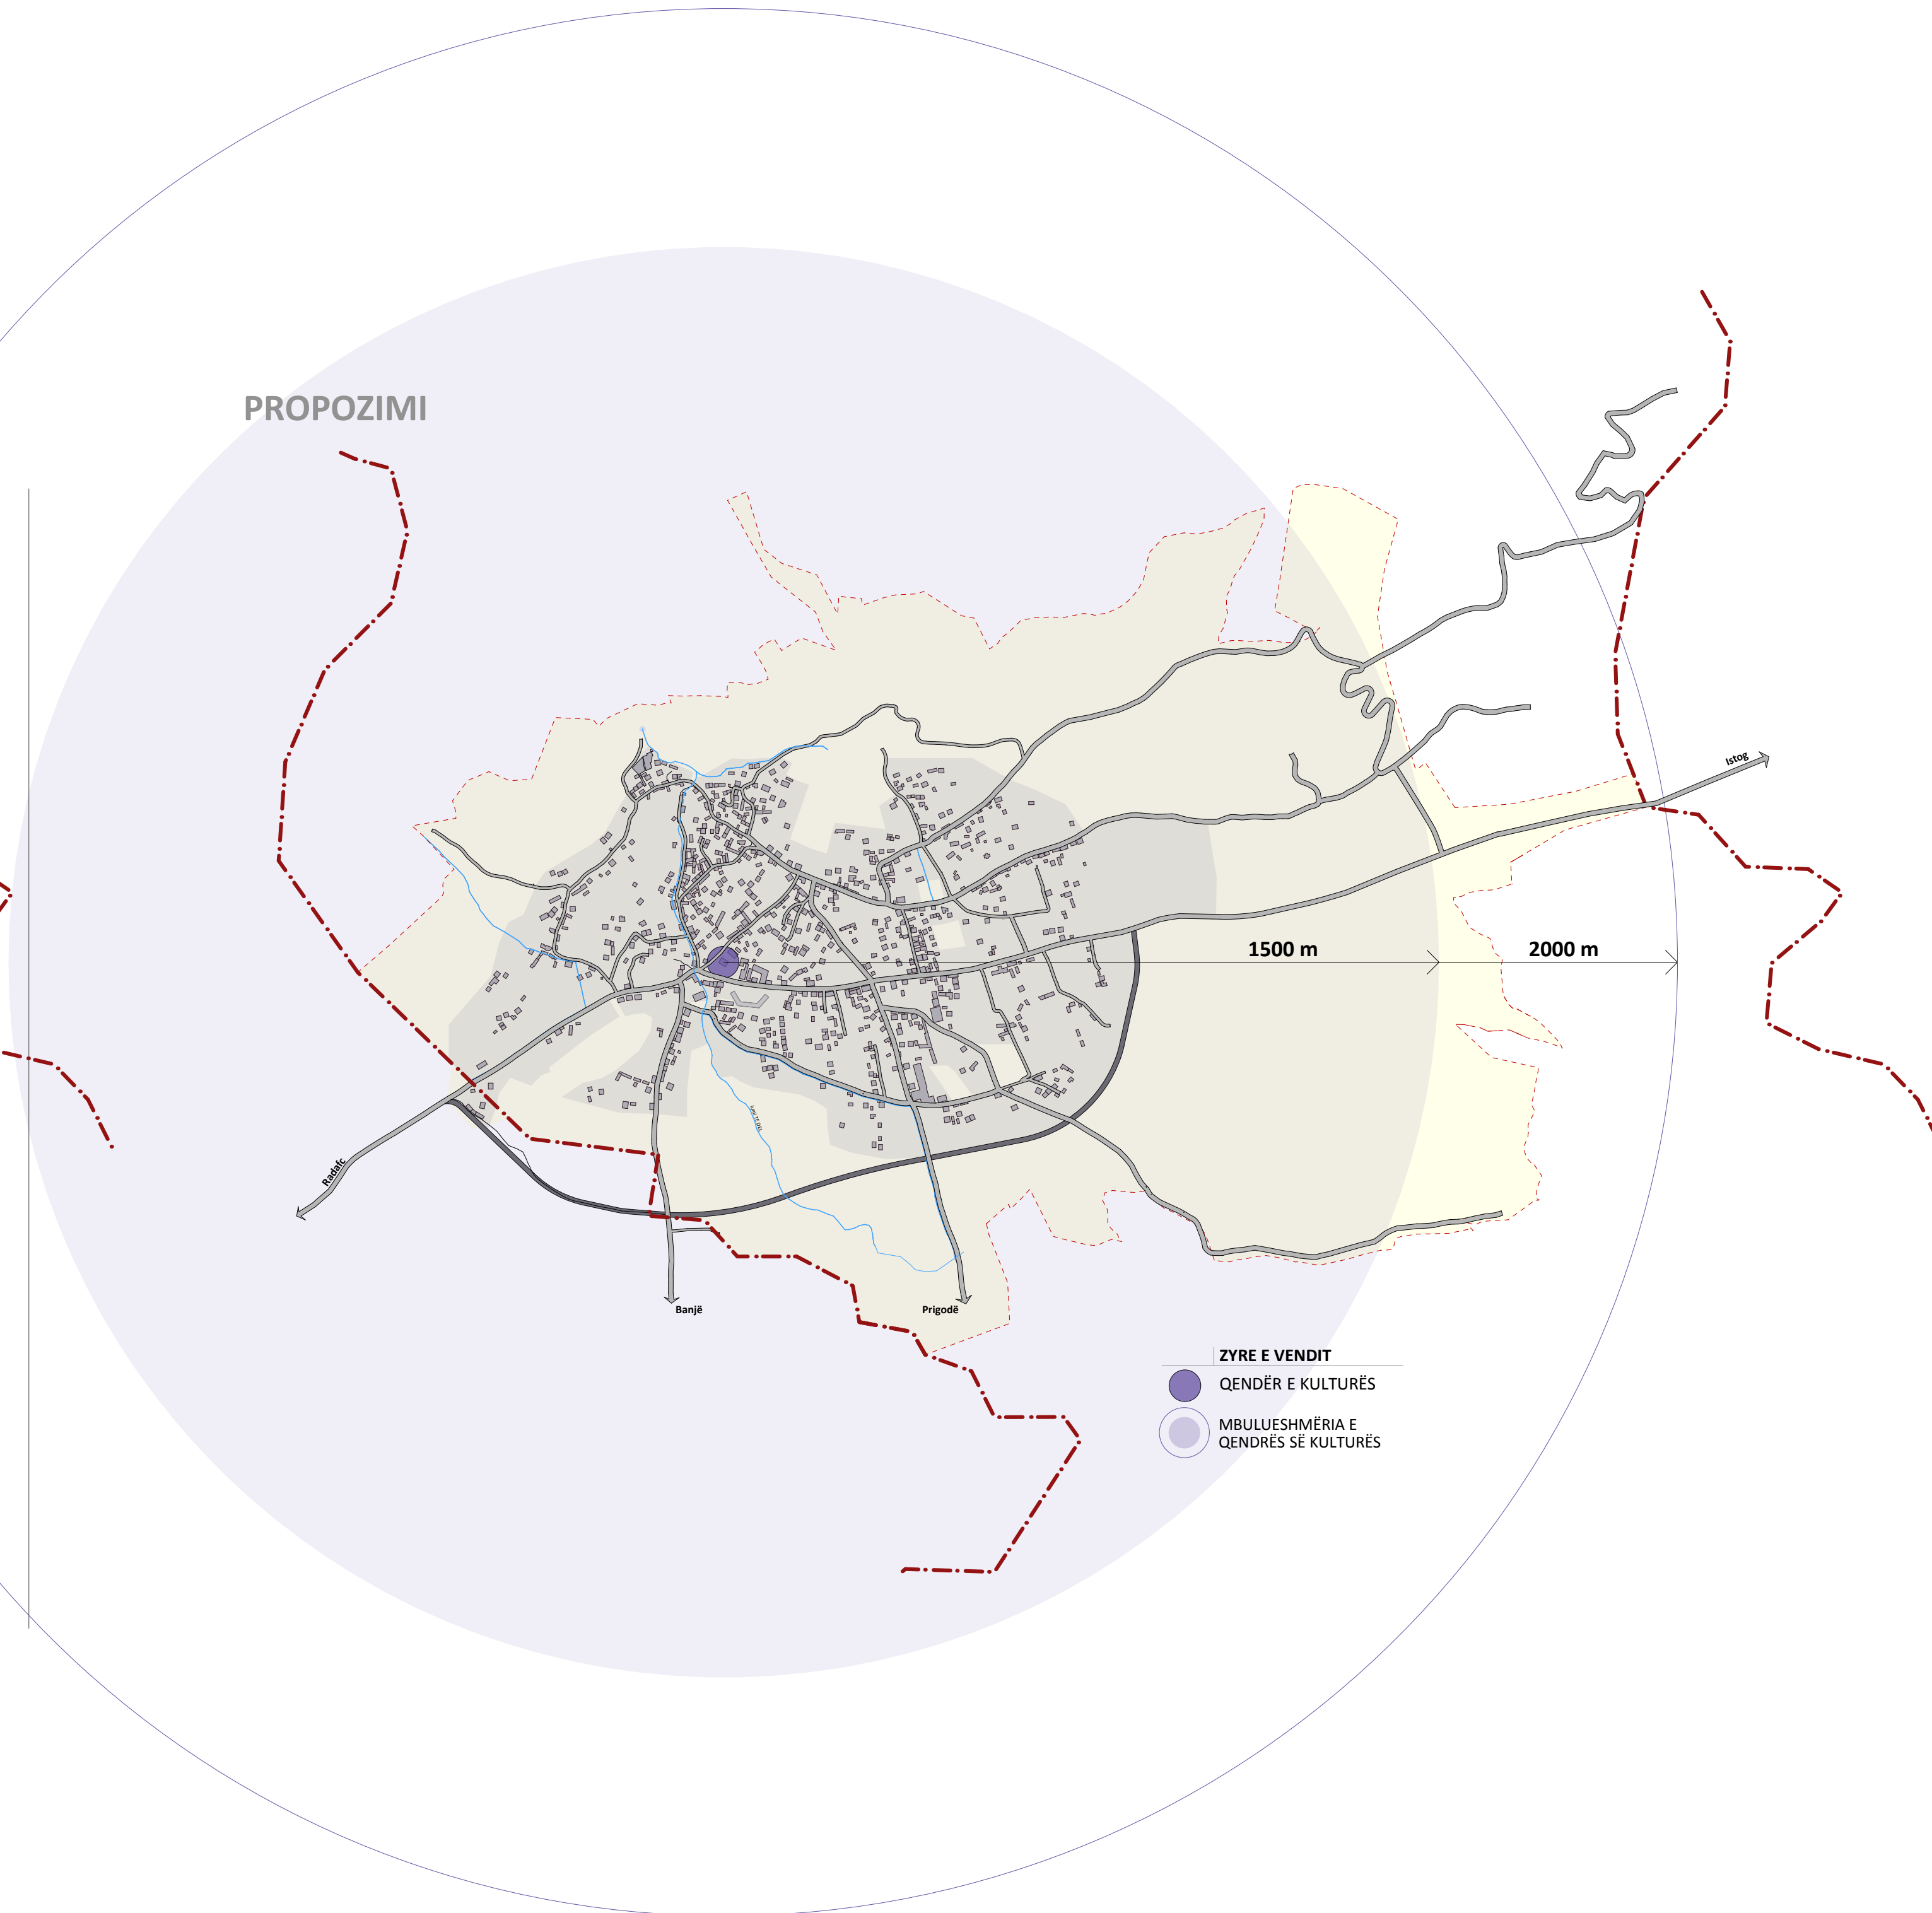 PROPOZIMI
Istog
1500 m
2000 m
Radafc
Banjë
Prigodë
ZYRE E VENDIT
QENDËR E KULTURËS
MBULUESHMËRIA E
QENDRËS SË KULTURËS